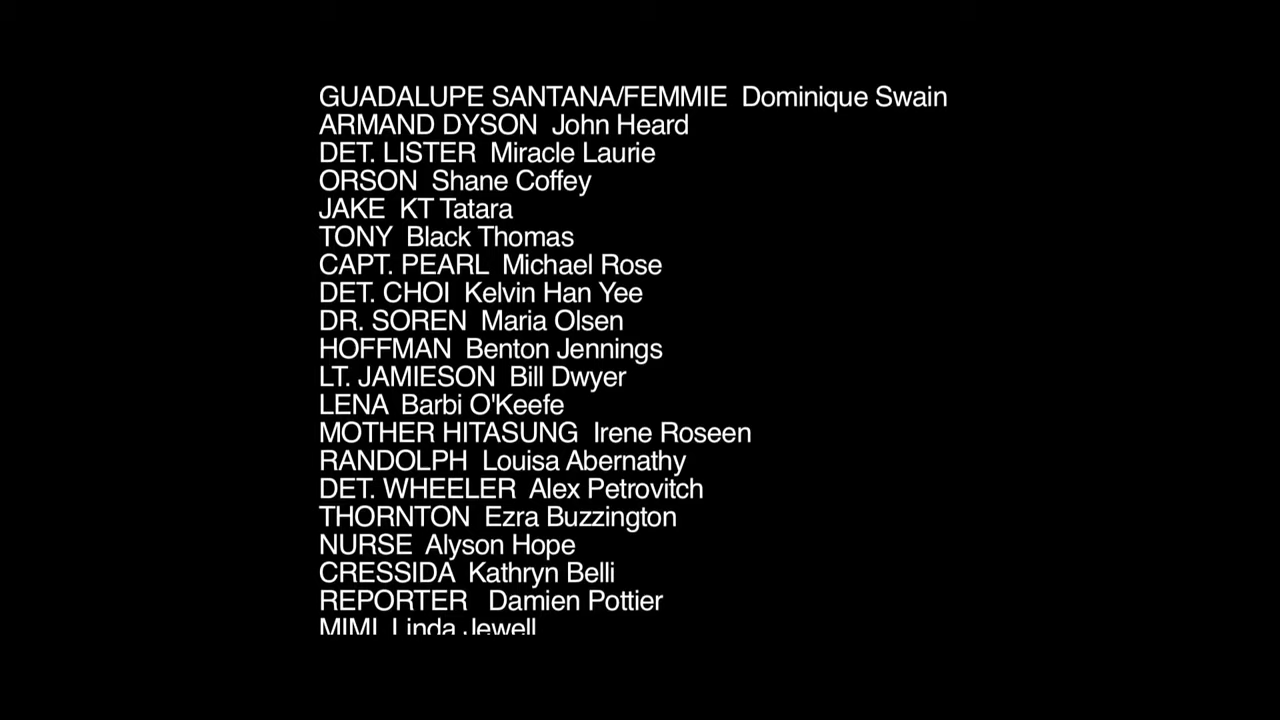 GUADALUPE SANTANA/FEMMIE Dominique Swain
ARMAND DYSON John Heard
DET. LISTER Miracle Laurie
ORSON Shane Coffey
JAKE KT Tatara
TONY Black Thomas
CAPT. PEARL Michael Rose
DET. CHOI Kelvin Han Yee
DR. SOREN Maria Olsen
HOFFMAN Benton Jennings
LT. JAMIESON Bill Dwyer
LENA Barbi O'Keefe
MOTHER HITASUNG Irene Roseen
RANDOLPH Louisa Abernathy
DET. WHEELER Alex Petrovitch
THORNTON Ezra Buzzington
NURSE Alyson Hope
CRESSIDA Kathryn Belli
REPORTER Damien Pottier
MIMI Linda Jewell